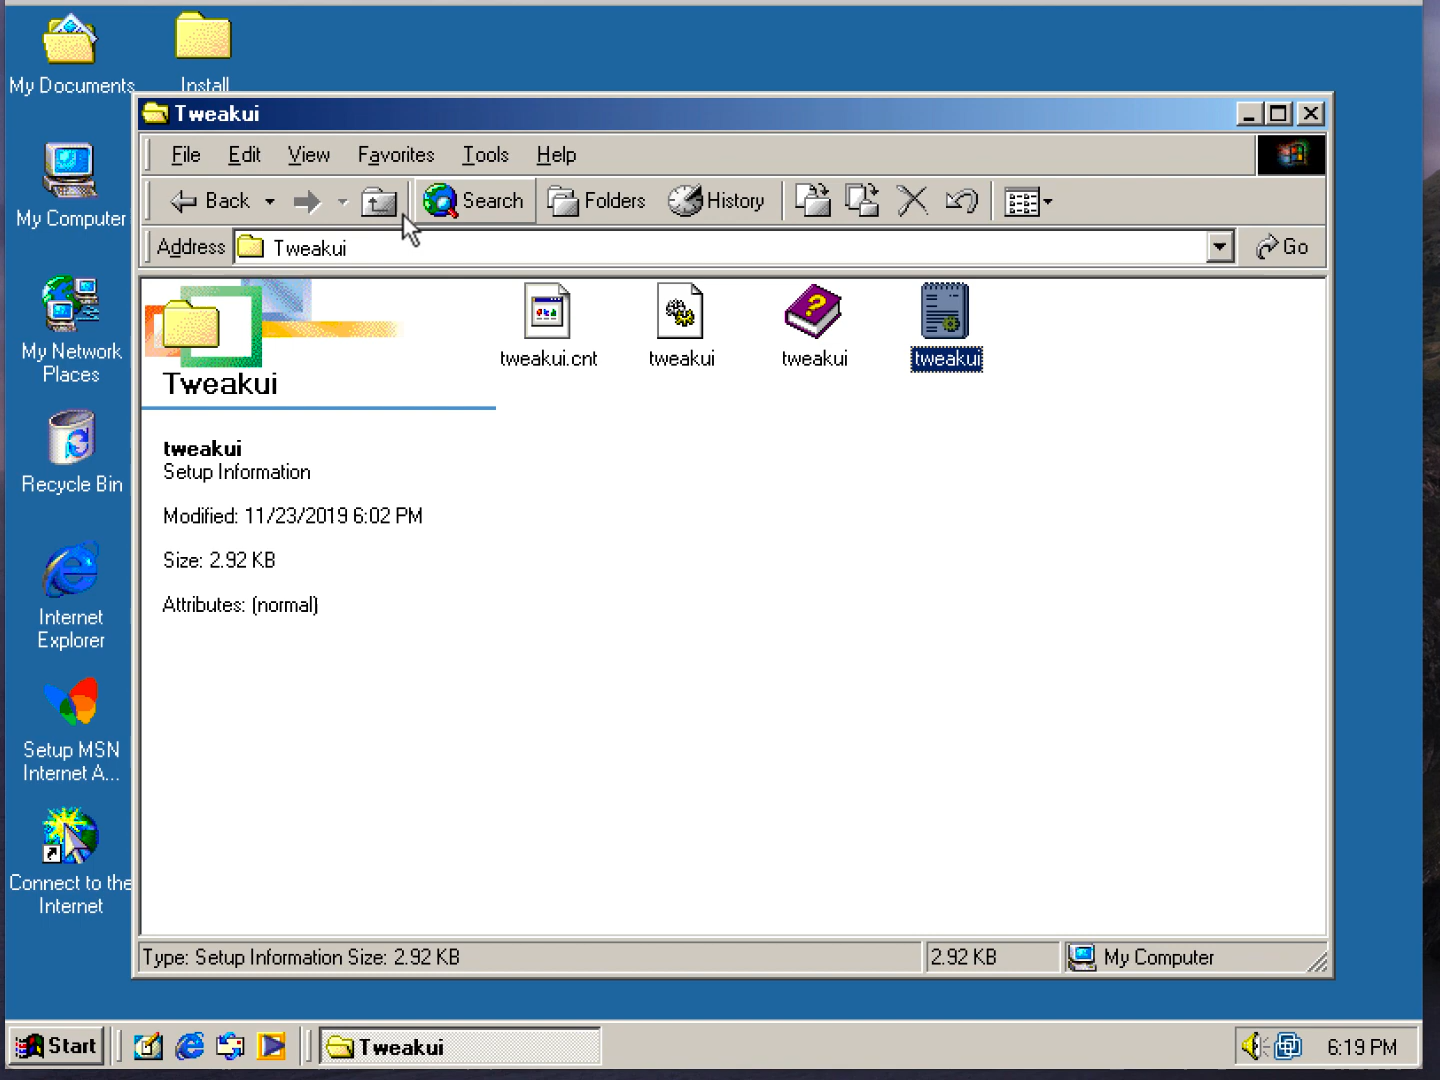 My Documents
Install
My Computer
My Network
Places
Recycle Bin
Internet
Explorer
Setup MSN
Internet A...
Connect to the
Internet
Tweakui
File Edit View Favorites Tools Help
Back Search Folders History
Address Tweakui Go
Tweakui
tweakui
Setup Information
Modified: 11/23/2019 6:02 PM
Size: 2.92 KB
Attributes: (normal)
tweakui.cnt
tweakui
tweakui
tweakui
Type: Setup Information Size: 2.92 KB
2.92 KB
My Computer
Start
Tweakui
6:19 PM